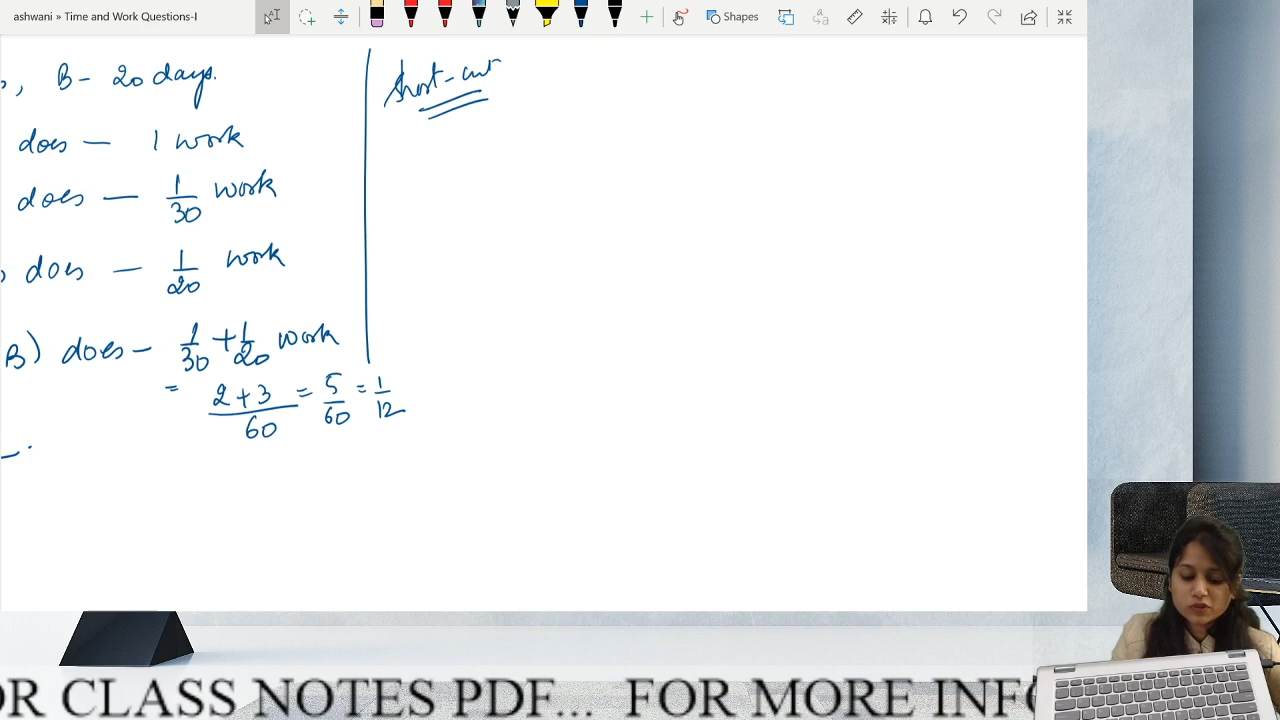 ashwani » Time and Work Questions-I
Shapes
, B - 20 days.
does — 1 work
does — 1/30 work
does — 1/20 work
B) does - 1/30 + 1/20 work
= 2 + 3/60 = 5/60 = 1/12
Short-cut
OR CLASS NOTES PDF... FOR MORE INFO